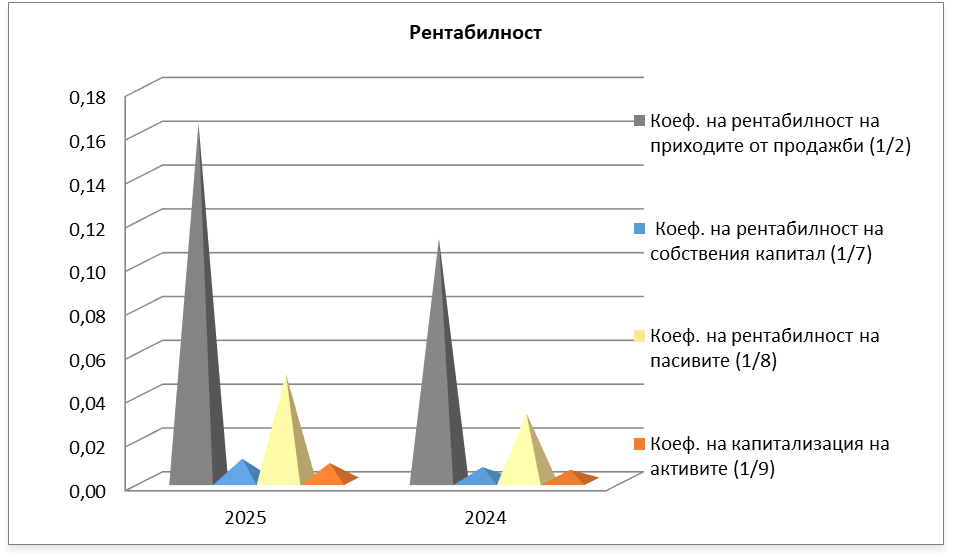 Рентабилност
0,18
0,16
0,14
0,12
0,10
0,08
0,06
0,04
0,02
0,00
2025
2024
Коеф. на рентабилност на
приходите от продажби (1/2)
Коеф. на рентабилност на
собствения капитал (1/7)
Коеф. на рентабилност на
пасивите (1/8)
Коеф. на капитализация на
активите (1/9)